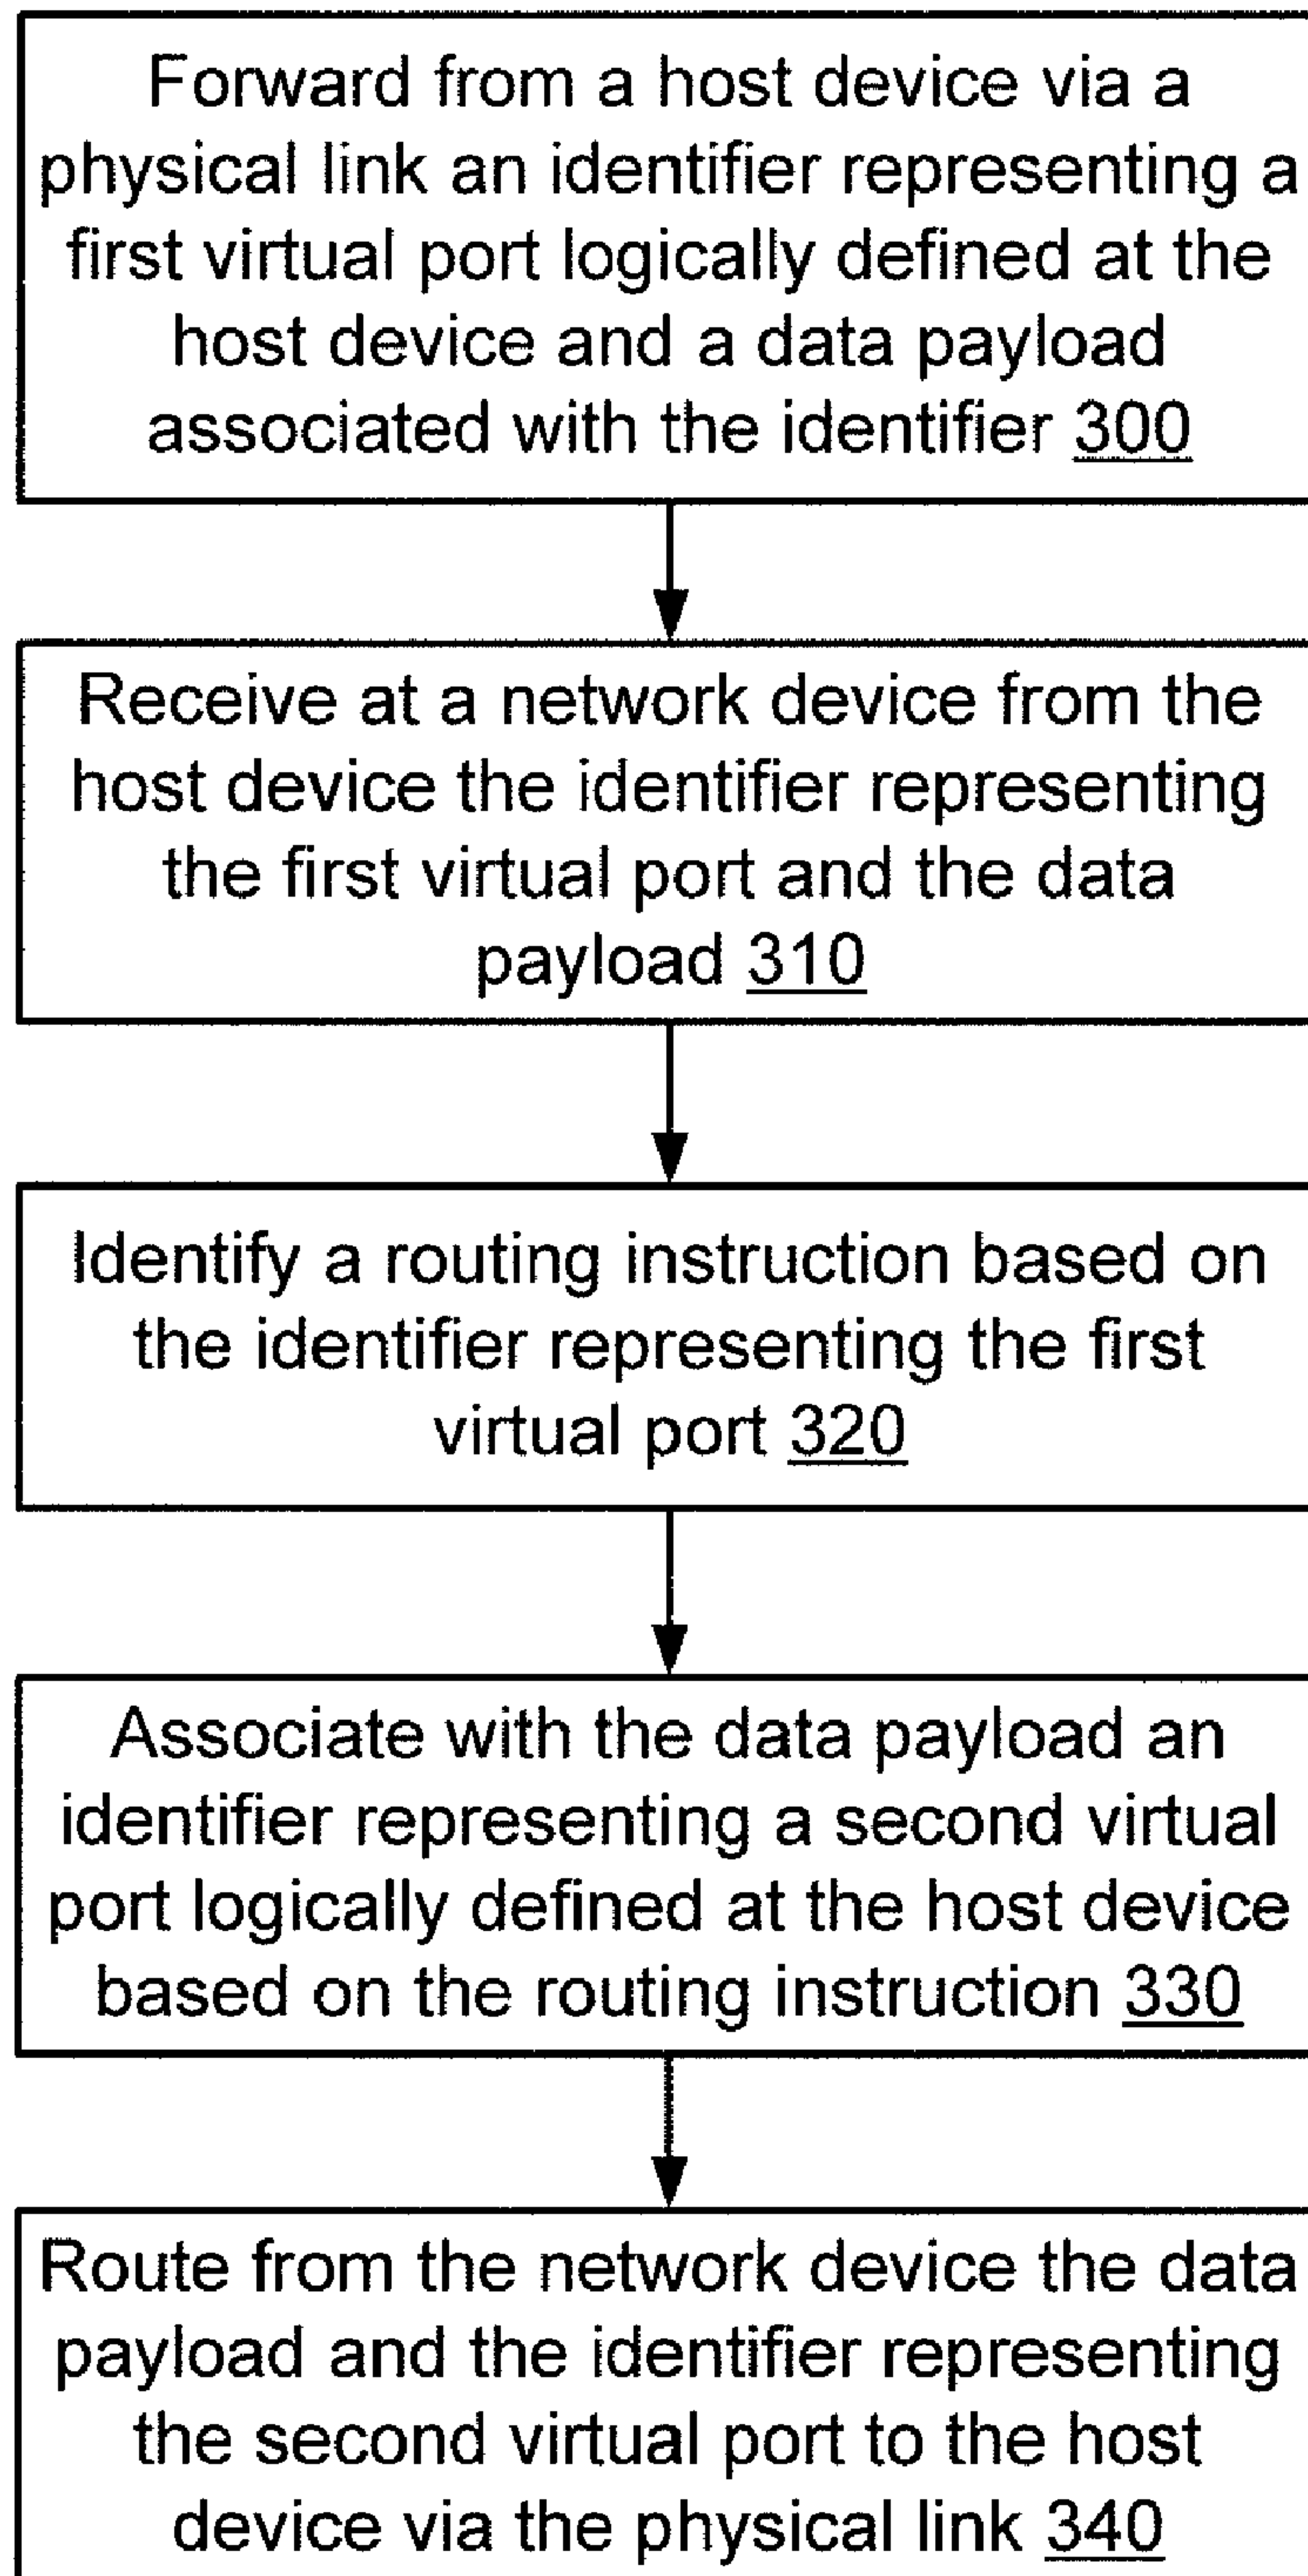 Forward from a host device via a
physical link an identifier representing a
first virtual port logically defined at the
host device and a data payload
associated with the identifier 300
Receive at a network device from the
host device the identifier representing
the first virtual port and the data
payload 310
Identify a routing instruction based on
the identifier representing the first
virtual port 320
Associate with the data payload an
identifier representing a second virtual
port logically defined at the host device
based on the routing instruction 330
Route from the network device the data
payload and the identifier representing
the second virtual port to the host
device via the physical link 340